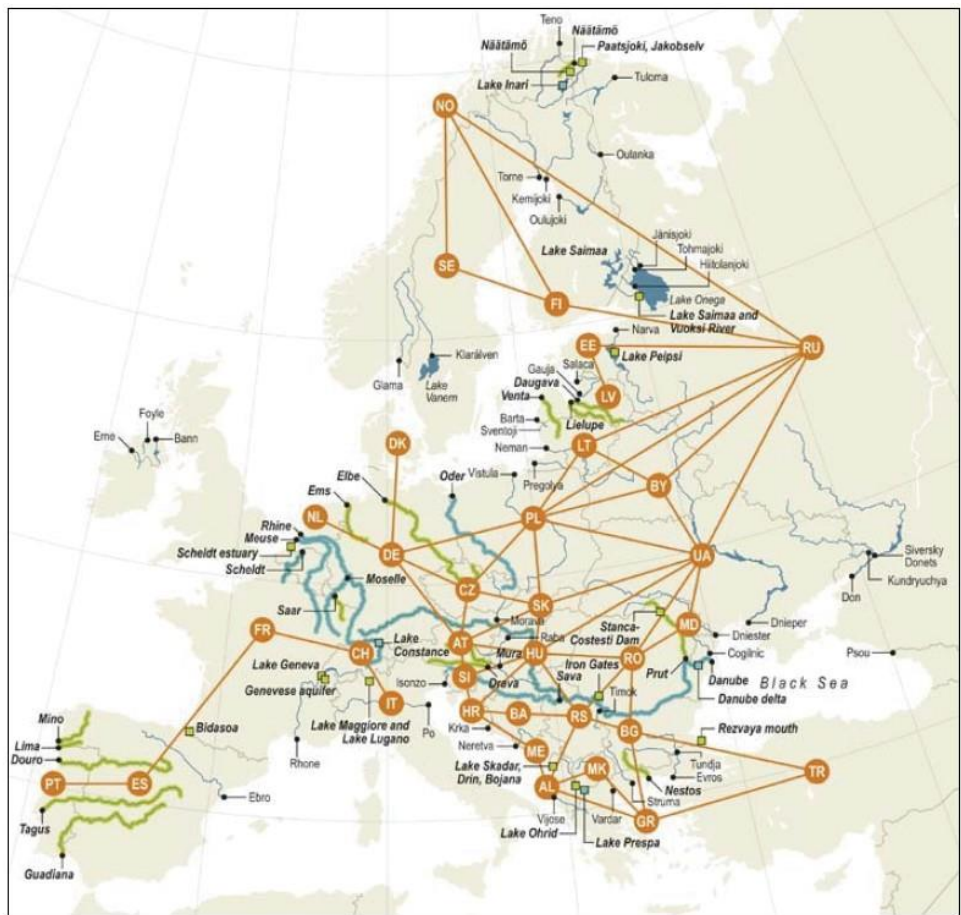 Teno
Näätämö
Näätämö
Paatsjoki, Jakobselv
Lake Inari
Tuloma
NO
Oulanka
Torne
Kemijoki
Oulujoki
Jänisjoki
Tohmajoki
Lake Saimaa
Hiitolanjoki
SE
FI
Lake Onega
Lake Saimaa and
Vuoksi River
Narva
EE
RU
Lake Peipsi
Klarälven
Salaca
Gauja
Glama
Lake
Vanern
Daugava
Venta
LV
Foyle
Barta
Lielupe
Sventoji
Erne
Bann
DK
LT
Neman
Elbe
Oder
Vistula
Pregolya
BY
Ems
NL
PL
Rhine
Meuse
Scheldt estuary
DE
UA
Siversky
Donets
Scheldt
Moselle
Kundryuchya
CZ
Don
SK
Saar
Morava
Stanca-
Costesti Dam
MD
Dnieper
FR
Raba
Dniester
AT
Lake
Constance
CH
Mura
HU
Iron Gates
RO
Cogilnic
Psou
Lake Geneva
Sava
Prut
Danube
Black Sea
Genevese aquifer
Isonzo
SI
Drava
Timok
Danube delta
IT
Mino
Bidasoa
Lake Maggiore and
Lake Lugano
Po
HR
BA
RS
Krka
BG
Rezvaya mouth
Lima
Neretva
ME
Douro
Rhone
Lake Skadar,
Drin, Bojana
MK
Tundja
TR
Evros
PT
ES
AL
Nestos
Ebro
Vijose
Vardar
Struma
Tagus
Lake Ohrid
GR
Lake Prespa
Guadiana